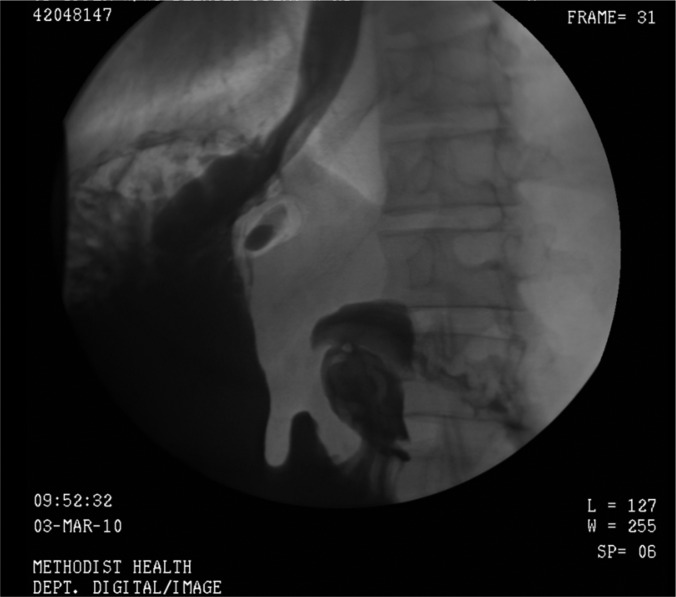 42048147
FRAME= 31
09:52:32
03-MAR-10
L = 127
W = 255
SP= 06
METHODIST HEALTH
DEPT. DIGITAL/IMAGE